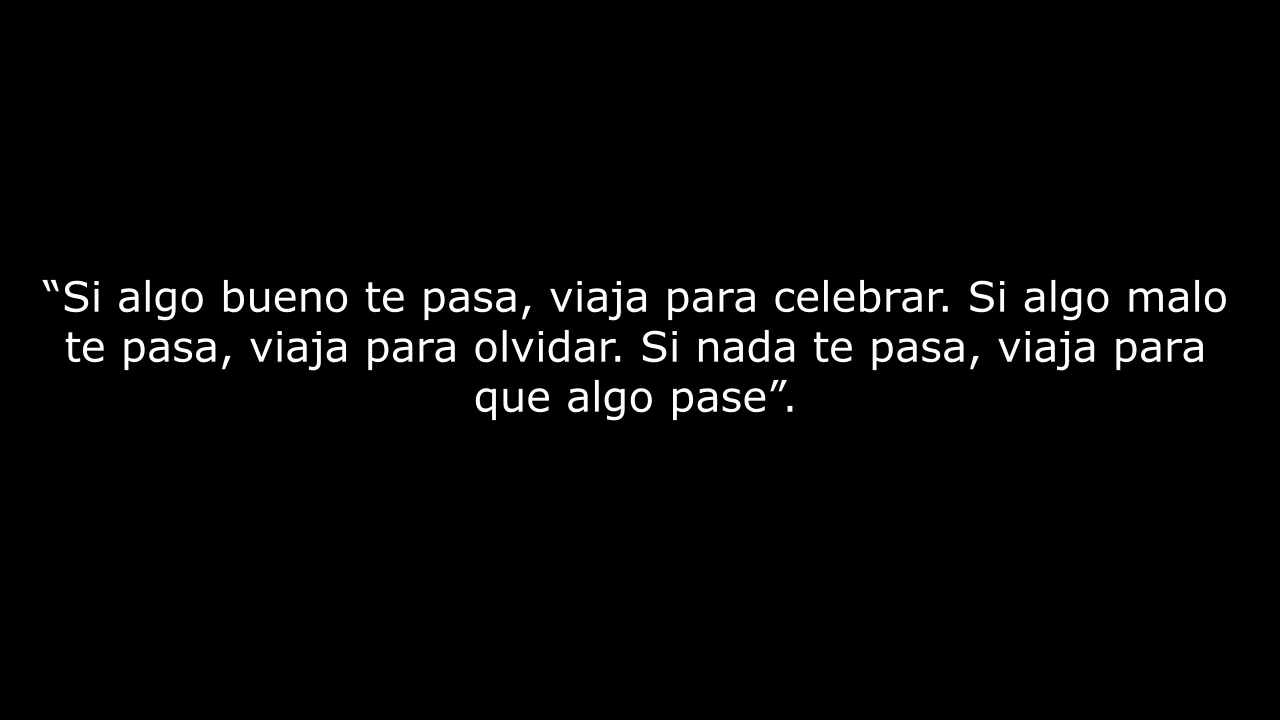 “Si algo bueno te pasa, viaja para celebrar. Si algo malo
te pasa, viaja para olvidar. Si nada te pasa, viaja para
que algo pase”.